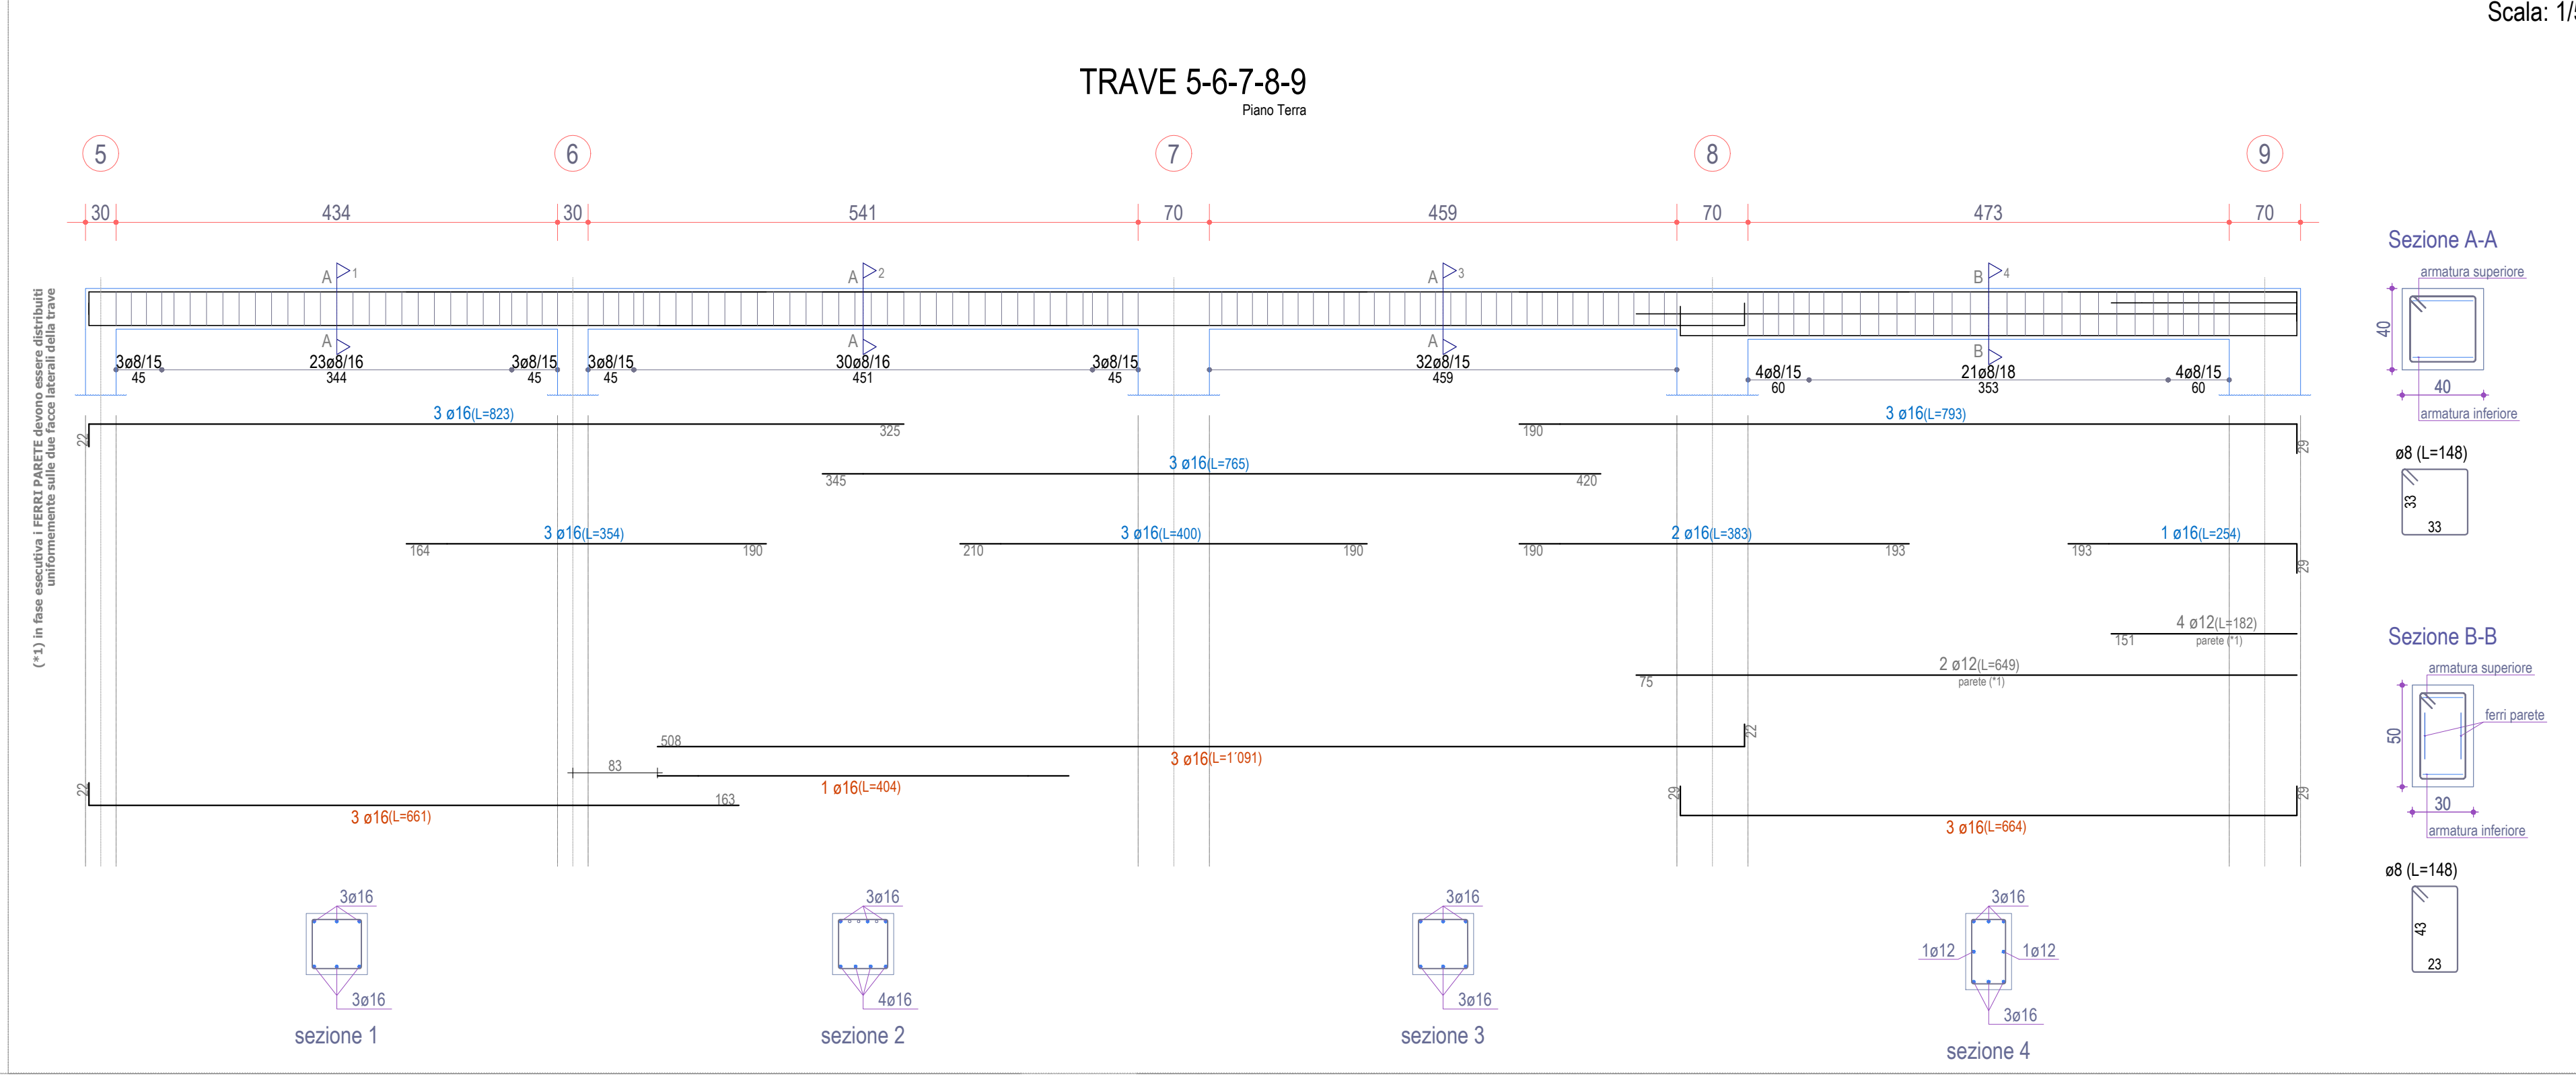 Scala: 1/
TRAVE 5-6-7-8-9
Piano Terra
5 6 7 8 9
30 434 30 541 70 459 70 473 70
A 1 A 2 A 3 B 4
A A A B
3ø8/15 23ø8/16 3ø8/15 3ø8/15 30ø8/16 3ø8/15 32ø8/15 4ø8/15 21ø8/18 4ø8/15
45 344 45 45 451 45 459 60 353 60
(*1) in fase esecutiva i FERRI PARETE devono essere distribuiti
uniformemente sulle due facce laterali della trave
3 ø16(L=823) 3 ø16(L=793)
22 325 190 29
3 ø16(L=765)
345 420
3 ø16(L=354) 3 ø16(L=400) 2 ø16(L=383) 1 ø16(L=254)
164 190 210 190 190 193 193 29
4 ø12(L=182)
151 parete (*1)
2 ø12(L=649)
75 parete (*1)
508 22
3 ø16(L=1´091)
83
1 ø16(L=404)
22 163 29 29
3 ø16(L=661) 3 ø16(L=664)
3ø16 3ø16 3ø16 3ø16
1ø12 1ø12
3ø16 4ø16 3ø16 3ø16
sezione 1 sezione 2 sezione 3 sezione 4
Sezione A-A
armatura superiore
40
40
armatura inferiore
ø8 (L=148)
33
33
Sezione B-B
armatura superiore
ferri parete
50
30
armatura inferiore
ø8 (L=148)
43
23